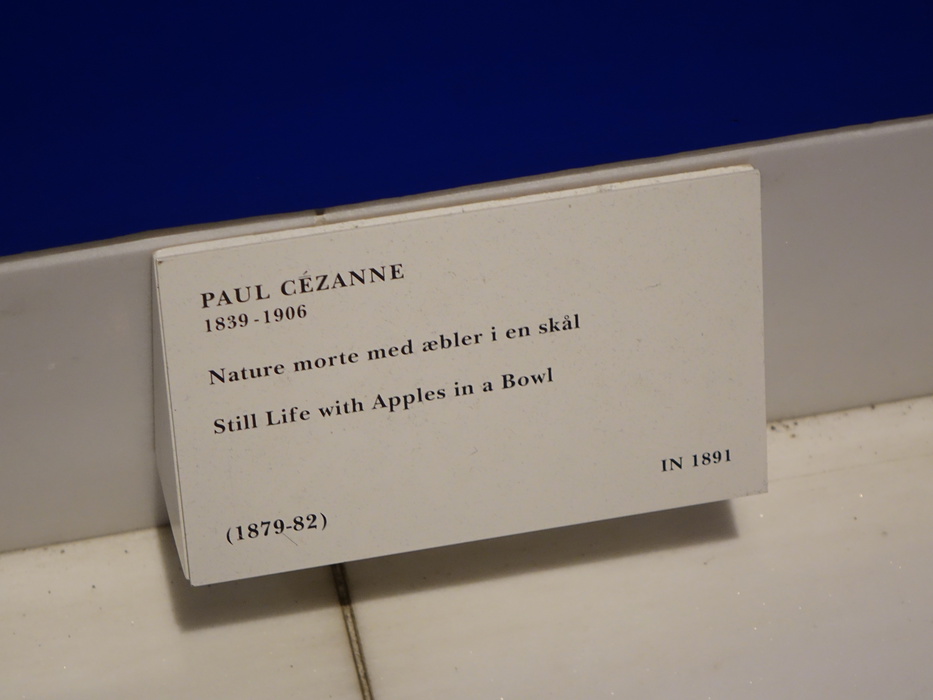 PAUL CÉZANNE
1839-1906
Nature morte med æbler i en skål
Still Life with Apples in a Bowl
IN 1891
(1879-82)